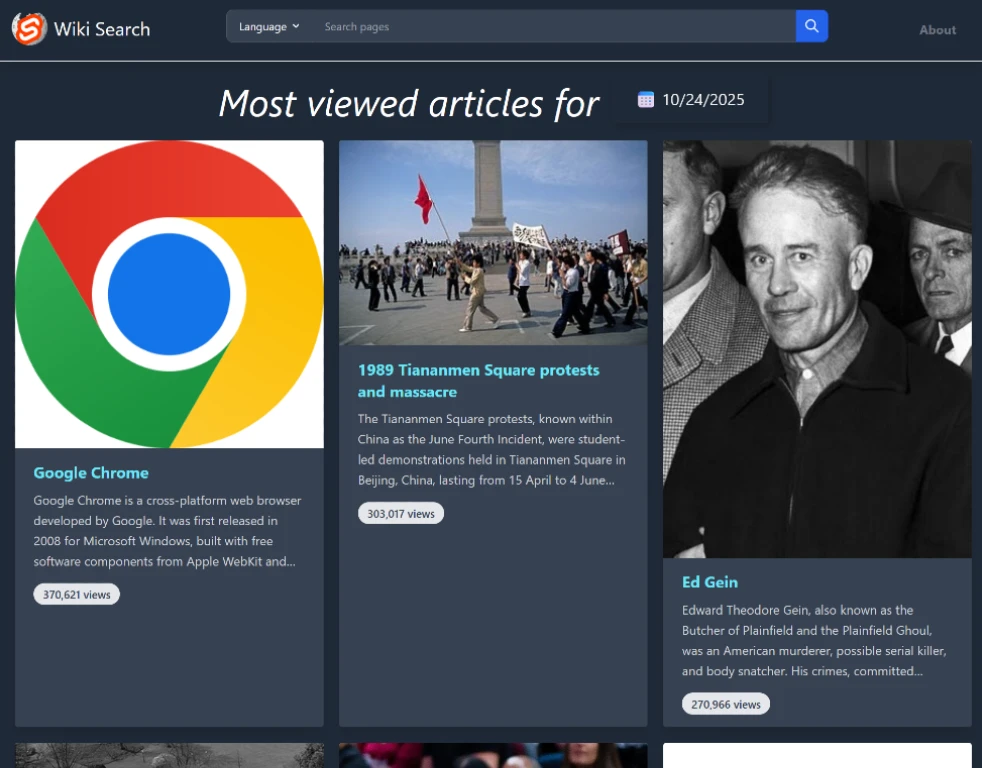 Wiki Search
Language
Search pages
About
Most viewed articles for
10/24/2025
Google Chrome
Google Chrome is a cross-platform web browser
developed by Google. It was first released in
2008 for Microsoft Windows, built with free
software components from Apple WebKit and...
370,621 views
1989 Tiananmen Square protests
and massacre
The Tiananmen Square protests, known within
China as the June Fourth Incident, were student-
led demonstrations held in Tiananmen Square in
Beijing, China, lasting from 15 April to 4 June...
303,017 views
Ed Gein
Edward Theodore Gein, also known as the
Butcher of Plainfield and the Plainfield Ghoul,
was an American murderer, possible serial killer,
and body snatcher. His crimes, committed...
270,966 views